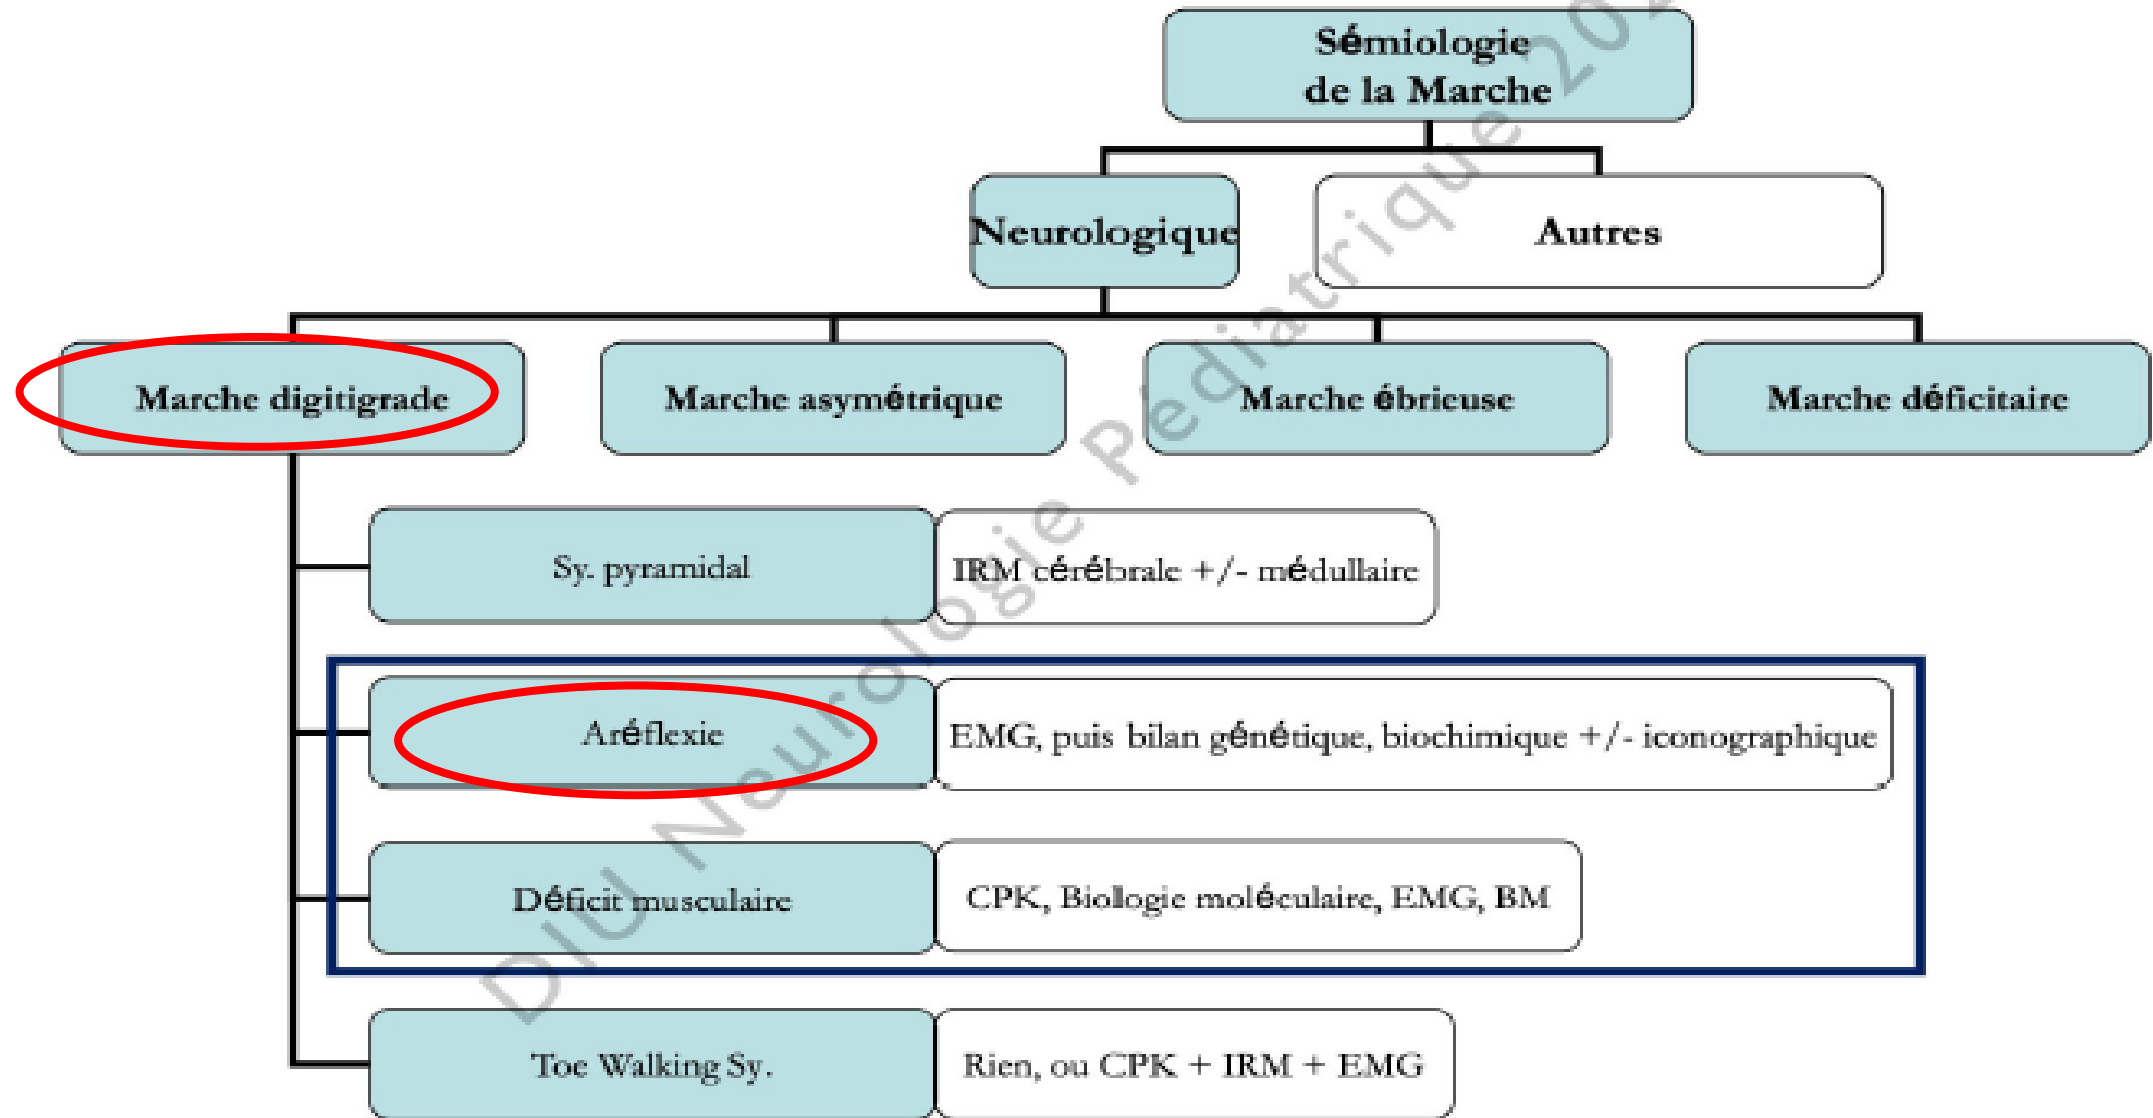 Sémiologie
de la Marche
Neurologique
Autres
Marche digitigrade
Marche asymétrique
Marche ébrieuse
Marche déficitaire
Sy. pyramidal
IRM cérébrale +/- médullaire
Aréflexie
EMG, puis bilan génétique, biochimique +/- iconographique
Déficit musculaire
CPK, Biologie moléculaire, EMG, BM
Toe Walking Sy.
Rien, ou CPK + IRM + EMG
DIU Neurologie Pédiatrique